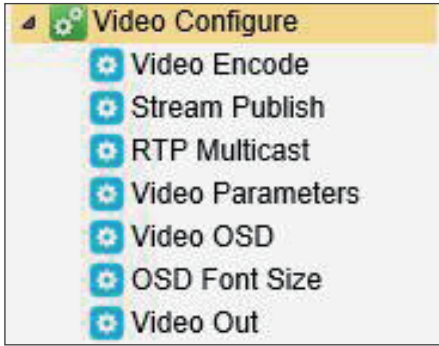 Video Configure
Video Encode
Stream Publish
RTP Multicast
Video Parameters
Video OSD
OSD Font Size
Video Out